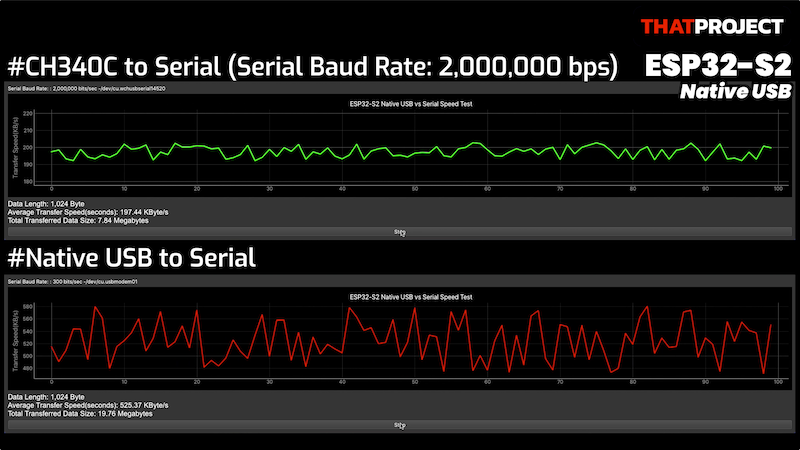 THATPROJECT
#CH340C to Serial (Serial Baud Rate: 2,000,000 bps)
ESP32-S2
Native USB
Serial Baud Rate: : 2,000,000 bits/sec -/dev/cu.wchusbserial14520
ESP32-S2 Native USB vs Serial Speed Test
Transfer Speed(KB/s)
220
210
200
190
180
0 10 20 30 40 50 60 70 80 90 100
Data Length: 1,024 Byte
Average Transfer Speed(seconds): 197.44 KByte/s
Total Transferred Data Size: 7.84 Megabytes
Stop
#Native USB to Serial
Serial Baud Rate: : 300 bits/sec -/dev/cu.usbmodem01
ESP32-S2 Native USB vs Serial Speed Test
Transfer Speed(KB/s)
580
560
540
520
500
480
0 10 20 30 40 50 60 70 80 90 100
Data Length: 1,024 Byte
Average Transfer Speed(seconds): 525.37 KByte/s
Total Transferred Data Size: 19.76 Megabytes
Stop